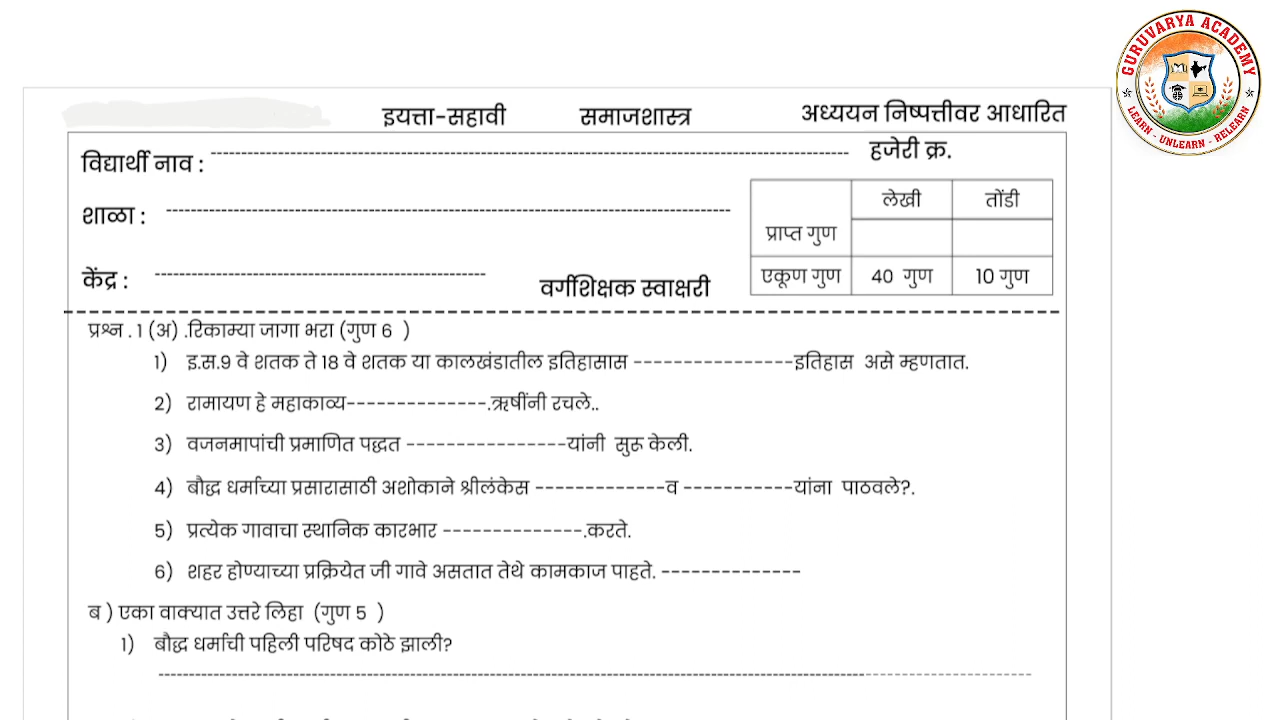 GURUVARYA ACADEMY
LEARN - UNLEARN - RELEARN
इयत्ता-सहावी समाजशास्त्र अध्ययन निष्पत्तीवर आधारित
विद्यार्थी नाव : ---------------------------------------- हजेरी क्र.
शाळा : ----------------------------------------
केंद्र : ------------------------------ वर्गशिक्षक स्वाक्षरी
लेखी तोंडी
प्राप्त गुण
एकूण गुण 40 गुण 10 गुण
प्रश्न . 1 (अ) .रिकाम्या जागा भरा (गुण 6 )
1) इ.स.9 वे शतक ते 18 वे शतक या कालखंडातील इतिहासास ----------------इतिहास असे म्हणतात.
2) रामायण हे महाकाव्य--------------.ऋषींनी रचले..
3) वजनमापांची प्रमाणित पद्धत ----------------यांनी सुरू केली.
4) बौद्ध धर्माच्या प्रसारासाठी अशोकाने श्रीलंकेस -------------व -----------यांना पाठवले?.
5) प्रत्येक गावाचा स्थानिक कारभार --------------.करते.
6) शहर होण्याच्या प्रक्रियेत जी गावे असतात तेथे कामकाज पाहते. --------------
ब ) एका वाक्यात उत्तरे लिहा (गुण 5 )
1) बौद्ध धर्माची पहिली परिषद कोठे झाली?